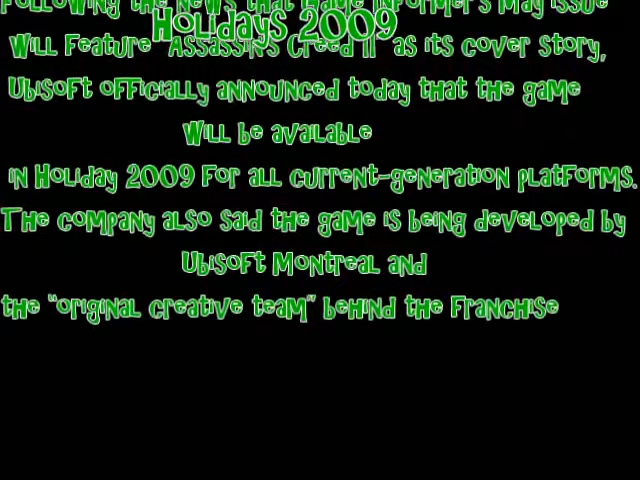 Following the news that Game Informer's May issue
Holidays 2009
Will Feature "Assassin's Creed II" as its cover story,
Ubisoft officially announced today that the game
Will be available
in Holiday 2009 For all current-generation platforms.
The company also said the game is being developed by
Ubisoft Montreal and
the "original creative team" behind the Franchise